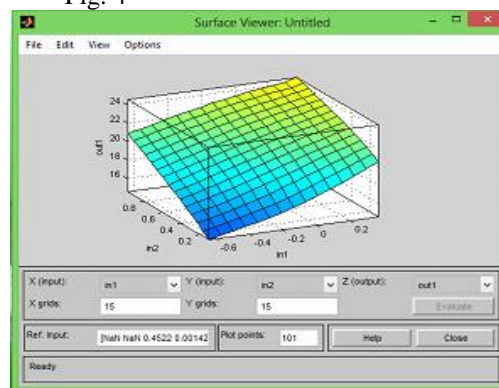 Fig. 4
Surface Viewer: Untitled
File Edit View Options
24
22
20
18
16
out1
0.8
0.6
0.4
0.2
in2
-0.6
-0.4
-0.2
0
0.2
in1
X (input): in1 Y (input): in2 Z (output): out1
X grids: 15 Y grids: 15 Evaluate
Ref. Input: [NaN NaN 0.4522 0.00142 Plot points: 101 Help Close
Ready